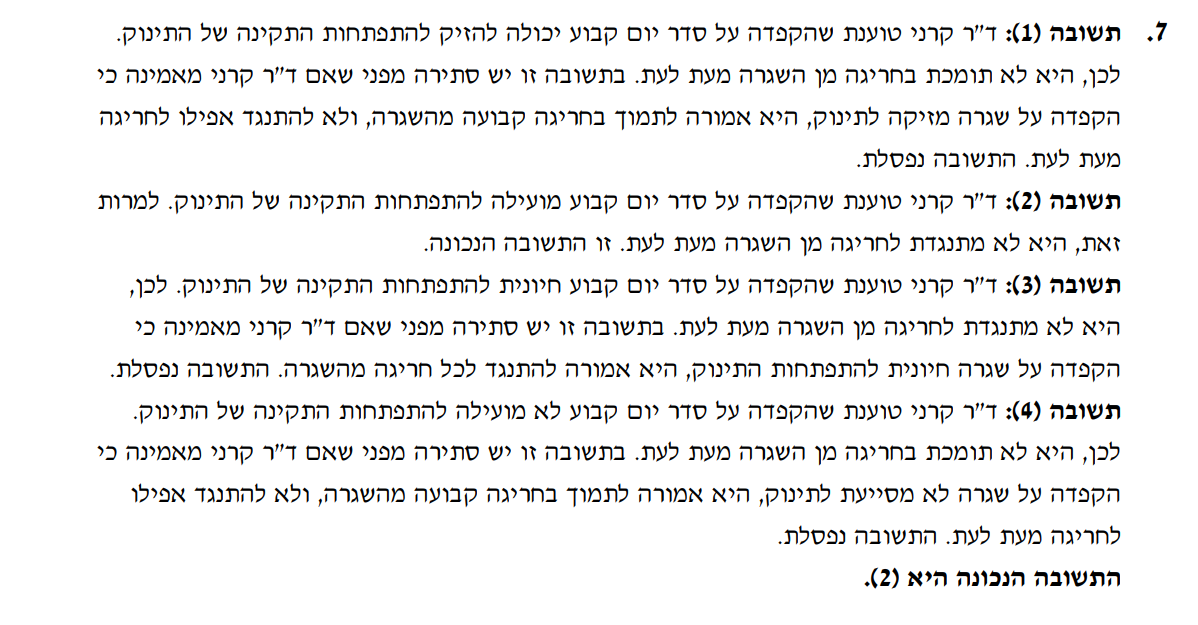 7. תשובה (1): ד"ר קרני טוענת שהקפדה על סדר יום קבוע יכולה להזיק להתפתחות התקינה של התינוק.
לכן, היא לא תומכת בחריגה מן השגרה מעת לעת. בתשובה זו יש סתירה מפני שאם ד"ר קרני מאמינה כי
הקפדה על שגרה מזיקה לתינוק, היא אמורה לתמוך בחריגה קבועה מהשגרה, ולא להתנגד אפילו לחריגה
מעת לעת. התשובה נפסלת.
תשובה (2): ד"ר קרני טוענת שהקפדה על סדר יום קבוע מועילה להתפתחות התקינה של התינוק. למרות
זאת, היא לא מתנגדת לחריגה מן השגרה מעת לעת. זו התשובה הנכונה.
תשובה (3): ד"ר קרני טוענת שהקפדה על סדר יום קבוע חיונית להתפתחות התקינה של התינוק. לכן,
היא לא מתנגדת לחריגה מן השגרה מעת לעת. בתשובה זו יש סתירה מפני שאם ד"ר קרני מאמינה כי
הקפדה על שגרה חיונית להתפתחות התינוק, היא אמורה להתנגד לכל חריגה מהשגרה. התשובה נפסלת.
תשובה (4): ד"ר קרני טוענת שהקפדה על סדר יום קבוע לא מועילה להתפתחות התקינה של התינוק.
לכן, היא לא תומכת בחריגה מן השגרה מעת לעת. בתשובה זו יש סתירה מפני שאם ד"ר קרני מאמינה כי
הקפדה על שגרה לא מסייעת לתינוק, היא אמורה לתמוך בחריגה קבועה מהשגרה, ולא להתנגד אפילו
לחריגה מעת לעת. התשובה נפסלת.
התשובה הנכונה היא (2).